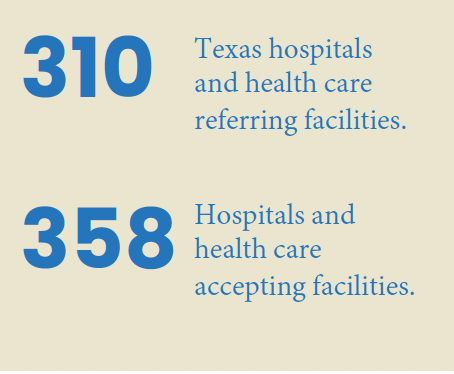 310
Texas hospitals
and health care
referring facilities.
358
Hospitals and
health care
accepting facilities.